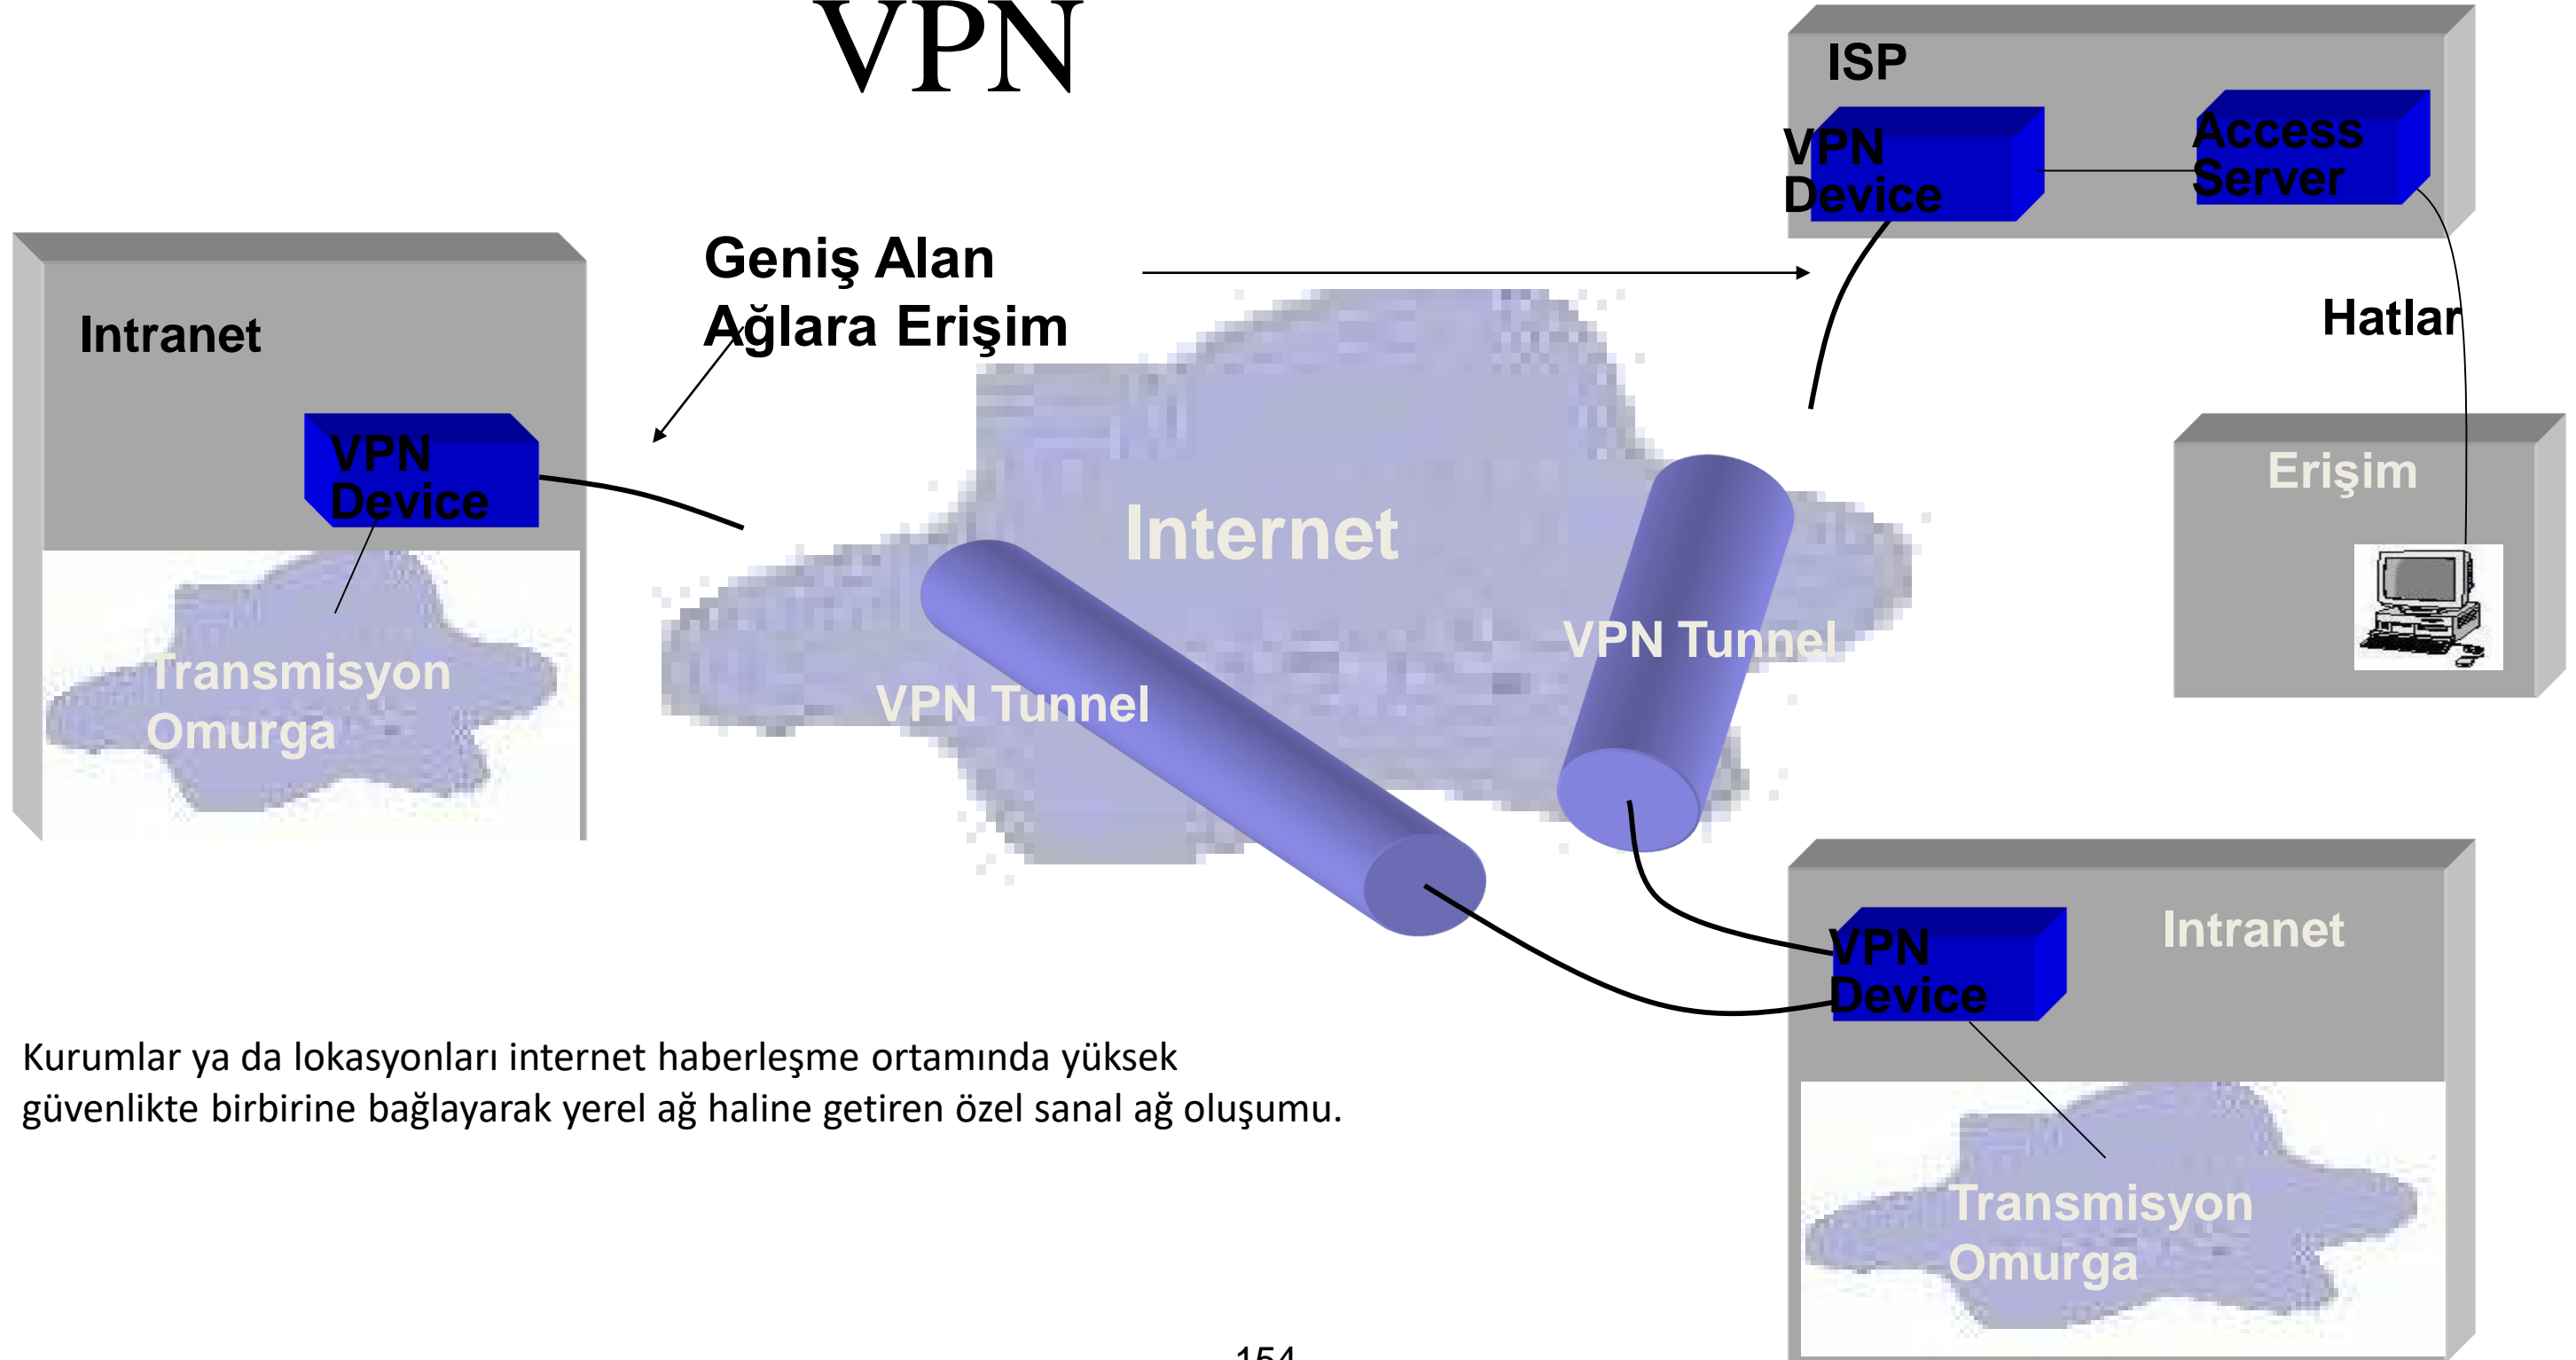 VPN
ISP
VPN
Device
Access
Server
Geniş Alan
Ağlara Erişim
Hatlar
Intranet
VPN
Device
Erişim
Internet
VPN Tunnel
VPN Tunnel
Transmisyon
Omurga
Intranet
VPN
Device
Kurumlar ya da lokasyonları internet haberleşme ortamında yüksek
güvenlikte birbirine bağlayarak yerel ağ haline getiren özel sanal ağ oluşumu.
Transmisyon
Omurga
154